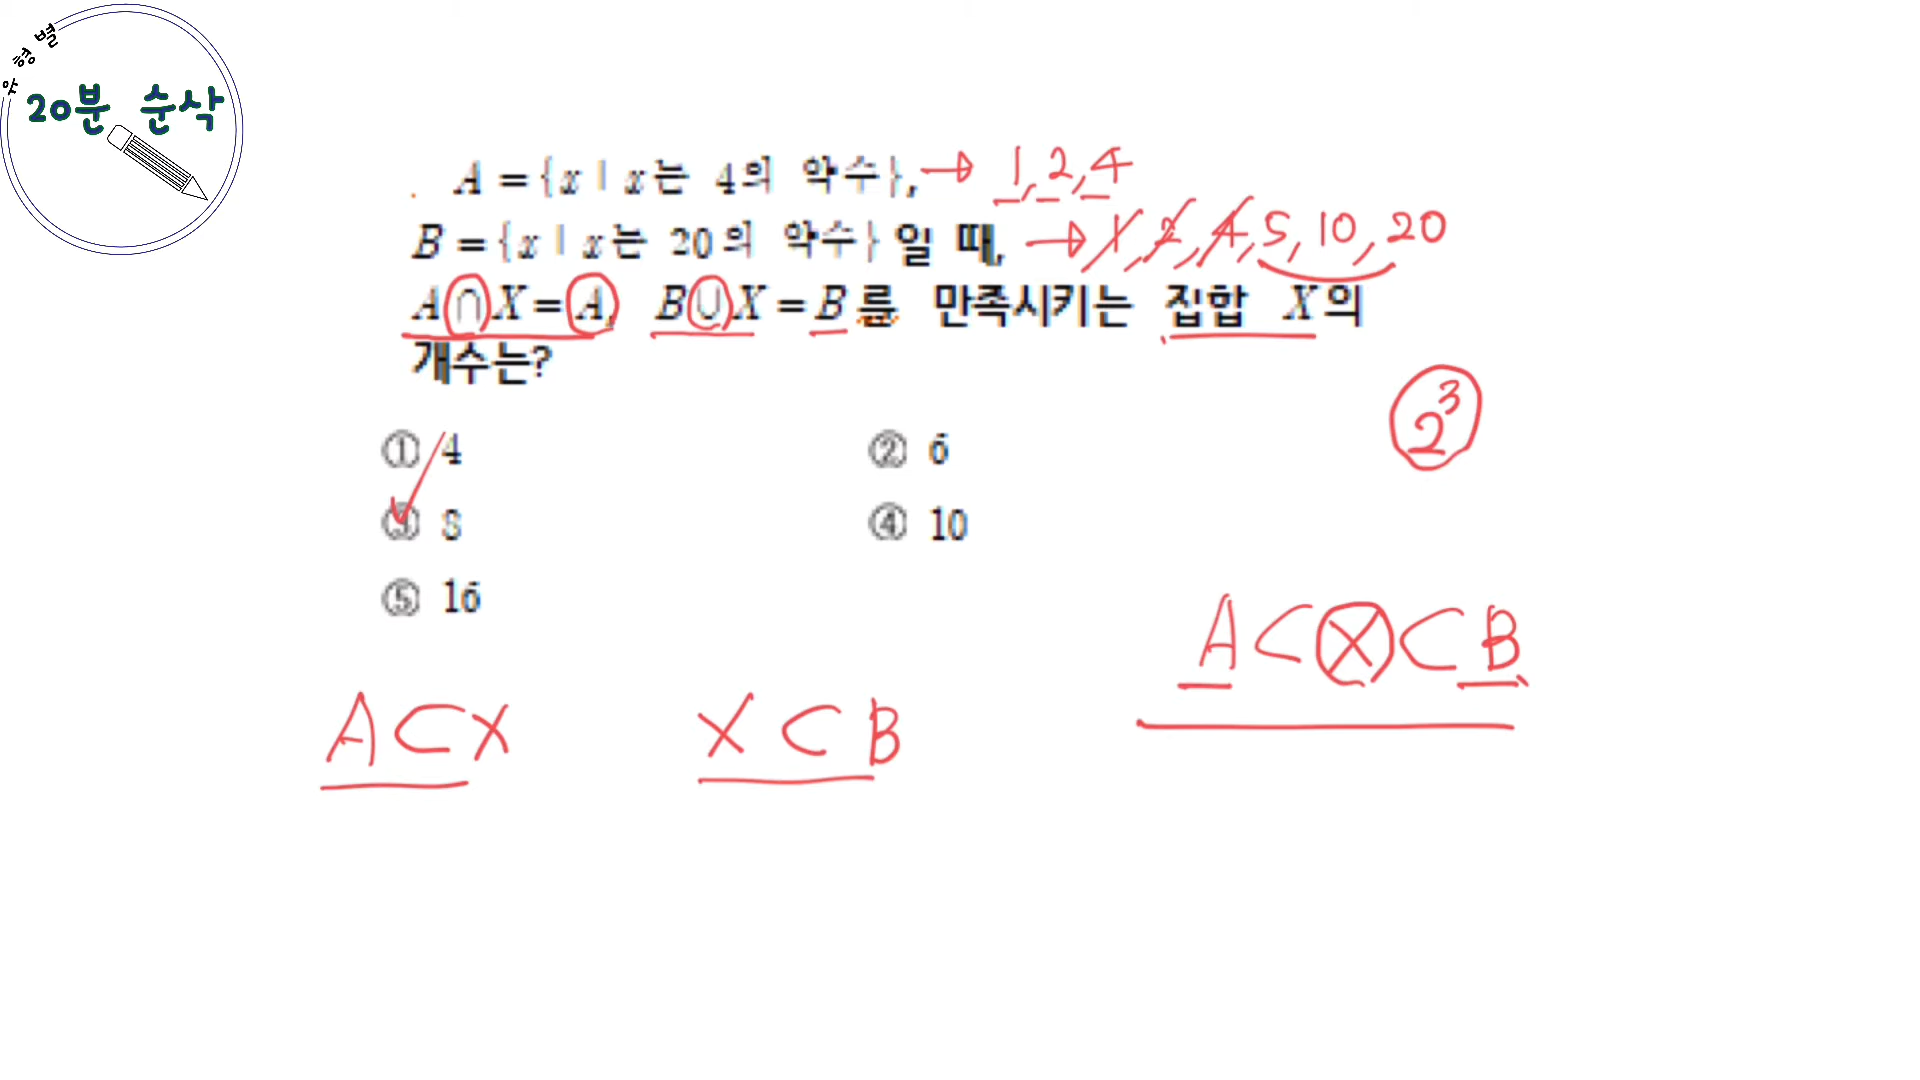 유형별
20분 순삭
A = {x | x는 4의 약수}, → 1, 2, 4
B = {x | x는 20의 약수} 일 때, → 1, 2, 4, 5, 10, 20
A∩X = A, B∪X = B를 만족시키는 집합 X의
개수는?
2³
① 4 ② 6
③ 8 ④ 10
⑤ 16
A⊂X⊂B
A⊂X X⊂B